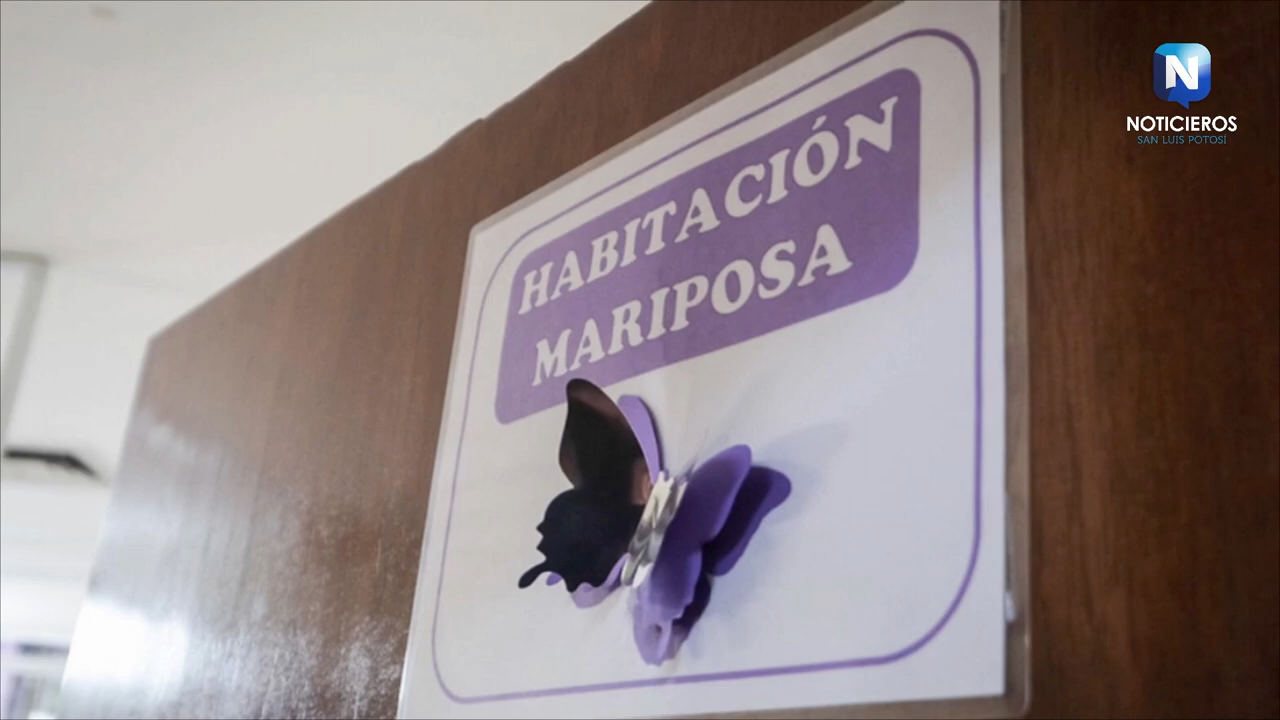 HABITACIÓN
MARIPOSA
N
NOTICIEROS
SAN LUIS POTOSÍ